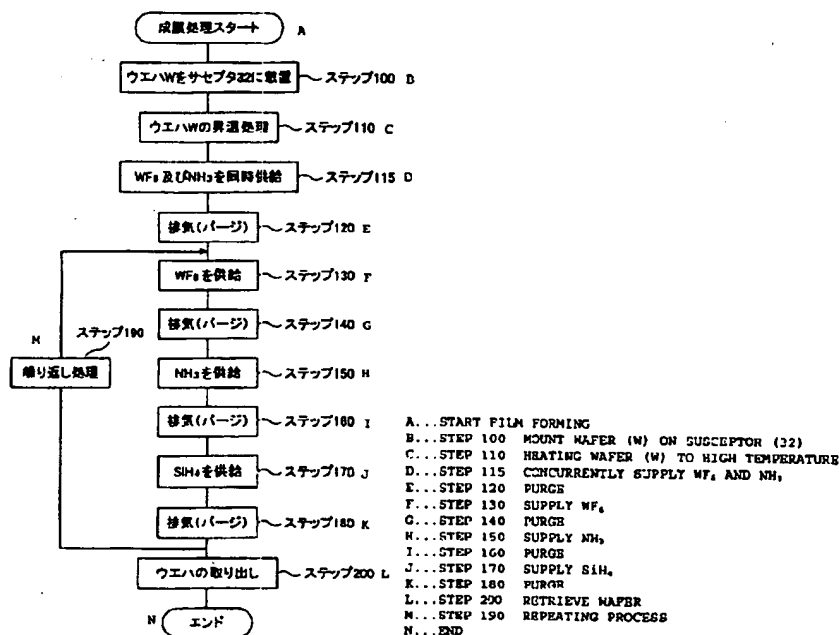 成膜処理スタート A
ウエハWをサセプタ32に載置 ステップ100 B
ウエハWの昇温処理 ステップ110 C
WF₆及びNH₃を同時供給 ステップ115 D
排気(パージ) ステップ120 E
WF₆を供給 ステップ130 F
排気(パージ) ステップ140 G
M ステップ190
繰り返し処理
NH₃を供給 ステップ150 H
排気(パージ) ステップ160 I
SiH₄を供給 ステップ170 J
排気(パージ) ステップ180 K
ウエハの取り出し ステップ200 L
N エンド
A...START FILM FORMING
B...STEP 100 MOUNT WAFER (W) ON SUSCEPTOR (32)
C...STEP 110 HEATING WAFER (W) TO HIGH TEMPERATURE
D...STEP 115 CONCURRENTLY SUPPLY WF₆ AND NH₃
E...STEP 120 PURGE
F...STEP 130 SUPPLY WF₆
G...STEP 140 PURGE
H...STEP 150 SUPPLY NH₃
I...STEP 160 PURGE
J...STEP 170 SUPPLY SiH₄
K...STEP 180 PURGE
L...STEP 200 RETRIEVE WAFER
M...STEP 190 REPEATING PROCESS
N...END